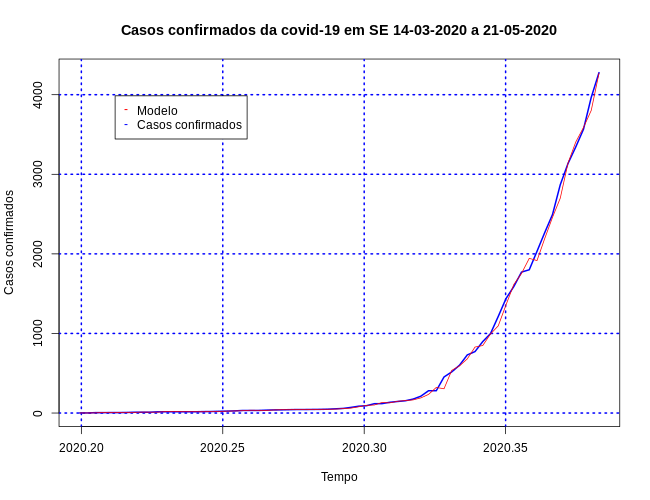 Casos confirmados da covid-19 em SE 14-03-2020 a 21-05-2020
Casos confirmados
4000
3000
2000
1000
0
- Modelo
- Casos confirmados
2020.20 2020.25 2020.30 2020.35
Tempo